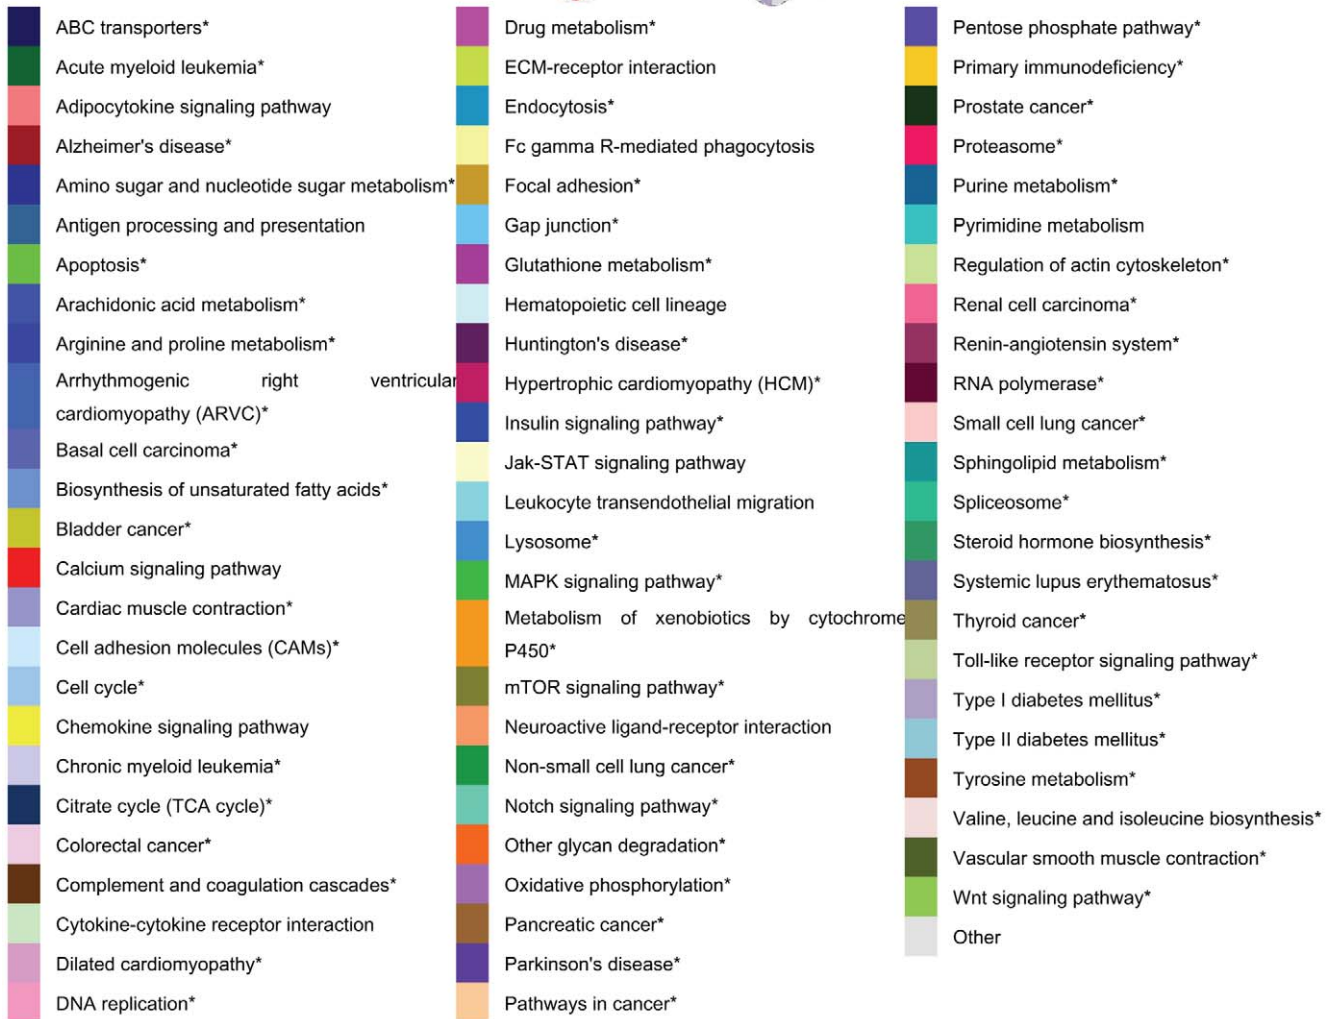 ABC transporters*
Acute myeloid leukemia*
Adipocytokine signaling pathway
Alzheimer's disease*
Amino sugar and nucleotide sugar metabolism*
Antigen processing and presentation
Apoptosis*
Arachidonic acid metabolism*
Arginine and proline metabolism*
Arrhythmogenic right ventricular
cardiomyopathy (ARVC)*
Basal cell carcinoma*
Biosynthesis of unsaturated fatty acids*
Bladder cancer*
Calcium signaling pathway
Cardiac muscle contraction*
Cell adhesion molecules (CAMs)*
Cell cycle*
Chemokine signaling pathway
Chronic myeloid leukemia*
Citrate cycle (TCA cycle)*
Colorectal cancer*
Complement and coagulation cascades*
Cytokine-cytokine receptor interaction
Dilated cardiomyopathy*
DNA replication*
Drug metabolism*
ECM-receptor interaction
Endocytosis*
Fc gamma R-mediated phagocytosis
Focal adhesion*
Gap junction*
Glutathione metabolism*
Hematopoietic cell lineage
Huntington's disease*
Hypertrophic cardiomyopathy (HCM)*
Insulin signaling pathway*
Jak-STAT signaling pathway
Leukocyte transendothelial migration
Lysosome*
MAPK signaling pathway*
Metabolism of xenobiotics by cytochrome
P450*
mTOR signaling pathway*
Neuroactive ligand-receptor interaction
Non-small cell lung cancer*
Notch signaling pathway*
Other glycan degradation*
Oxidative phosphorylation*
Pancreatic cancer*
Parkinson's disease*
Pathways in cancer*
Pentose phosphate pathway*
Primary immunodeficiency*
Prostate cancer*
Proteasome*
Purine metabolism*
Pyrimidine metabolism
Regulation of actin cytoskeleton*
Renal cell carcinoma*
Renin-angiotensin system*
RNA polymerase*
Small cell lung cancer*
Sphingolipid metabolism*
Spliceosome*
Steroid hormone biosynthesis*
Systemic lupus erythematosus*
Thyroid cancer*
Toll-like receptor signaling pathway*
Type I diabetes mellitus*
Type II diabetes mellitus*
Tyrosine metabolism*
Valine, leucine and isoleucine biosynthesis*
Vascular smooth muscle contraction*
Wnt signaling pathway*
Other